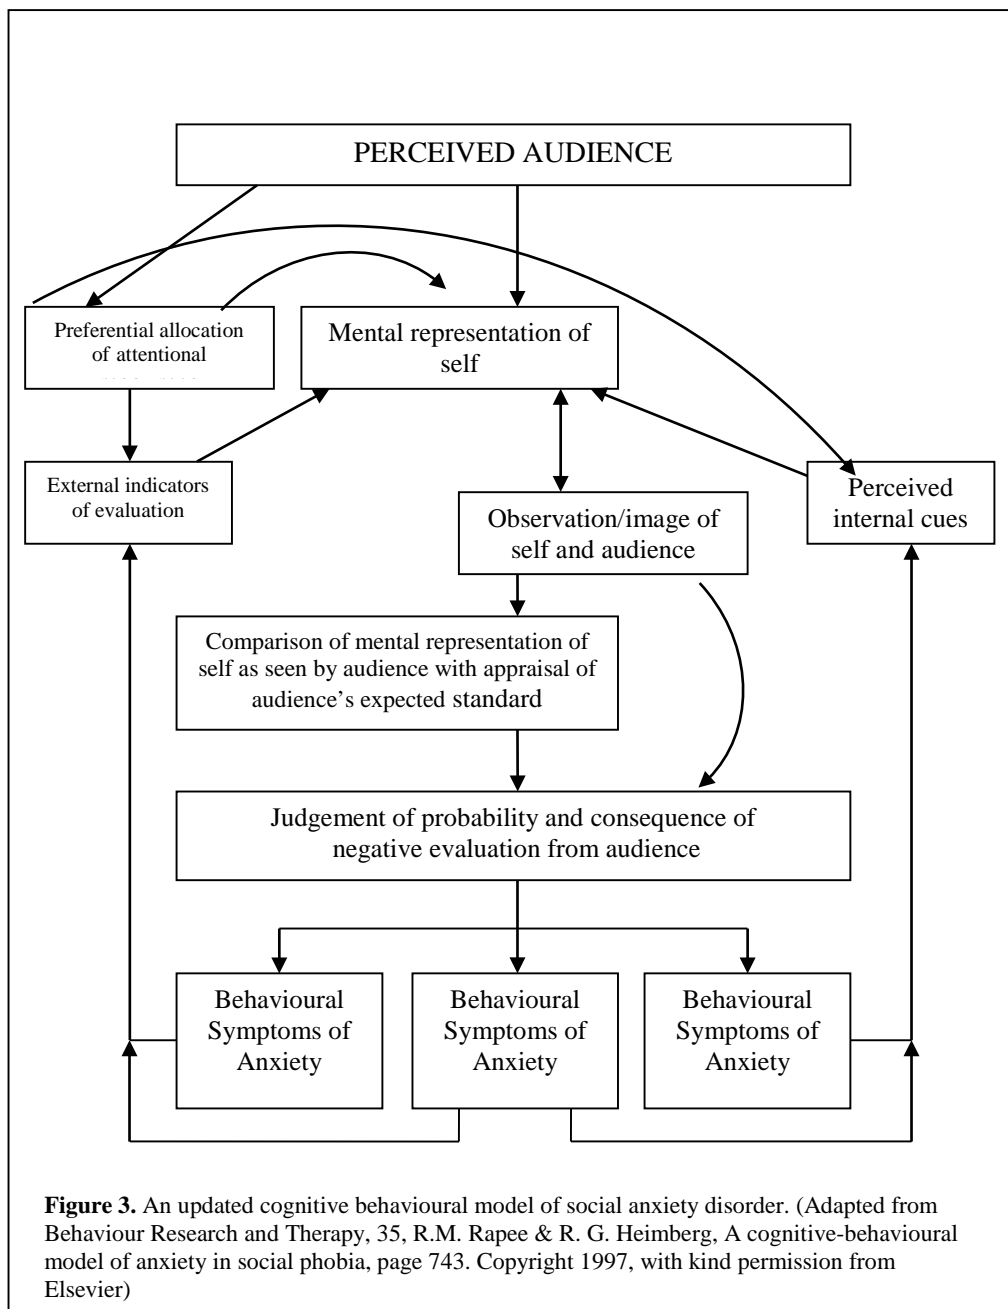 PERCEIVED AUDIENCE
Preferential allocation
of attentional
Mental representation of
self
External indicators
of evaluation
Observation/image of
self and audience
Perceived
internal cues
Comparison of mental representation of
self as seen by audience with appraisal of
audience’s expected standard
Judgement of probability and consequence of
negative evaluation from audience
Behavioural
Symptoms of
Anxiety
Behavioural
Symptoms of
Anxiety
Behavioural
Symptoms of
Anxiety
Figure 3. An updated cognitive behavioural model of social anxiety disorder. (Adapted from
Behaviour Research and Therapy, 35, R.M. Rapee & R. G. Heimberg, A cognitive-behavioural
model of anxiety in social phobia, page 743. Copyright 1997, with kind permission from
Elsevier)